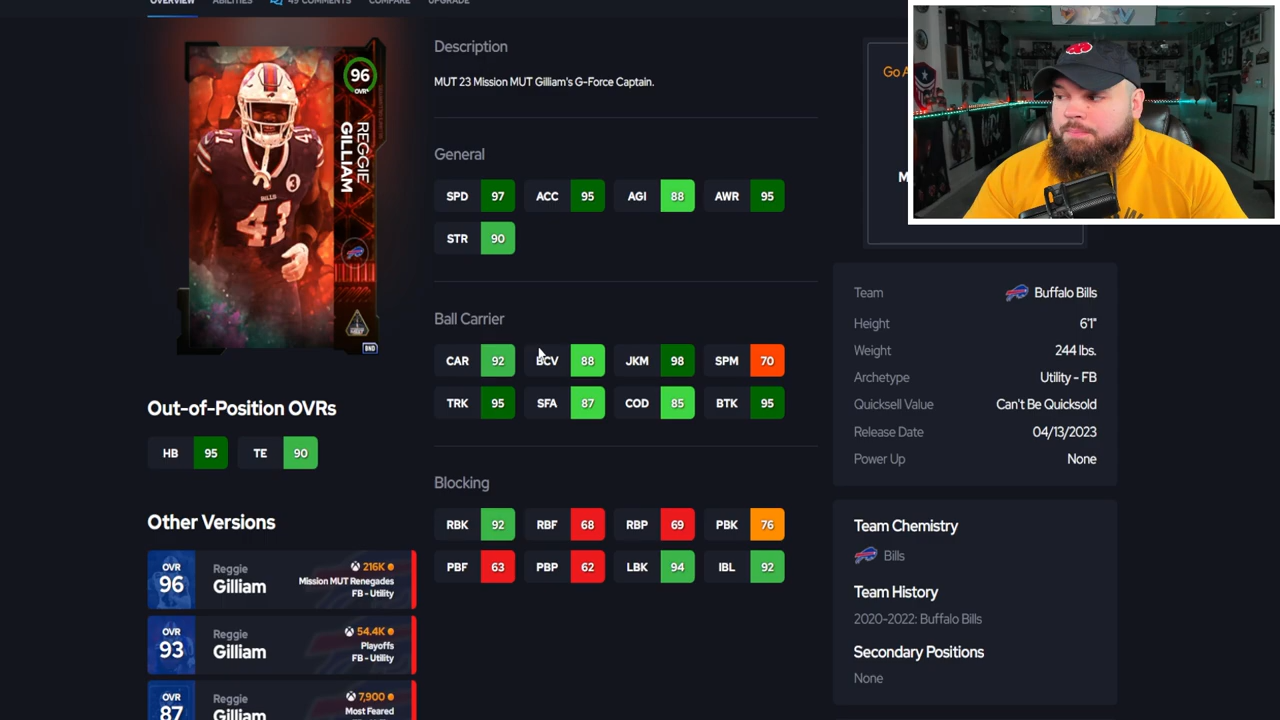 OVERVIEW ABILITIES 49 COMMENTS COMPARE UPGRADE
96
OVR
REGGIE
GILLIAM
BILLS
41
3
BND
Out-of-Position OVRs
HB 95 TE 90
Other Versions
OVR
96
Reggie
Gilliam
216K
Mission MUT Renegades
FB - Utility
OVR
93
Reggie
Gilliam
54.4K
Playoffs
FB - Utility
OVR
87
Reggie
Gilliam
7,900
Most Feared
Description
MUT 23 Mission MUT Gilliam's G-Force Captain.
General
SPD 97 ACC 95 AGI 88 AWR 95
STR 90
Ball Carrier
CAR 92 BCV 88 JKM 98 SPM 70
TRK 95 SFA 87 COD 85 BTK 95
Blocking
RBK 92 RBF 68 RBP 69 PBK 76
PBF 63 PBP 62 LBK 94 IBL 92
Go A
M
Team Buffalo Bills
Height 6'1"
Weight 244 lbs.
Archetype Utility - FB
Quicksell Value Can't Be Quicksold
Release Date 04/13/2023
Power Up None
Team Chemistry
Bills
Team History
2020-2022: Buffalo Bills
Secondary Positions
None